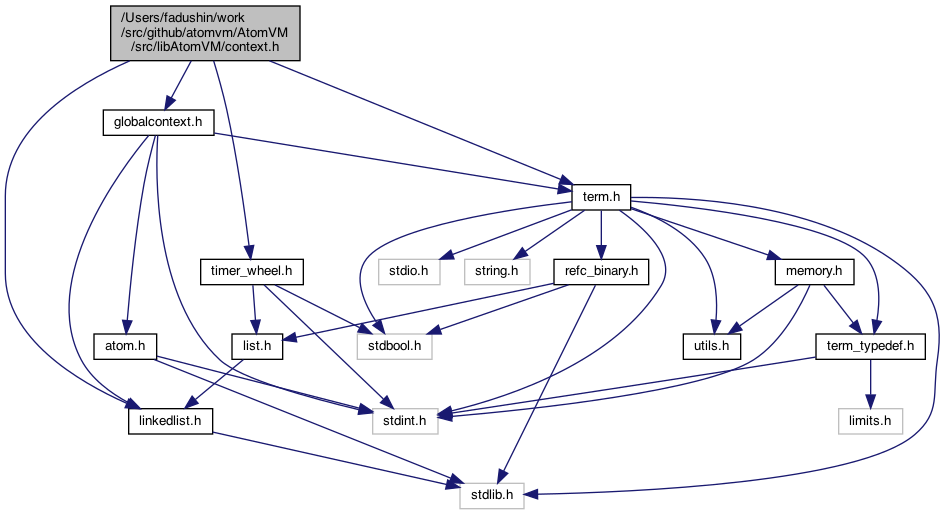 /Users/fadushin/work
/src/github/atomvm/AtomVM
/src/libAtomVM/context.h
globalcontext.h
term.h
timer_wheel.h
stdio.h
string.h
refc_binary.h
memory.h
atom.h
list.h
stdbool.h
utils.h
term_typedef.h
linkedlist.h
stdint.h
limits.h
stdlib.h